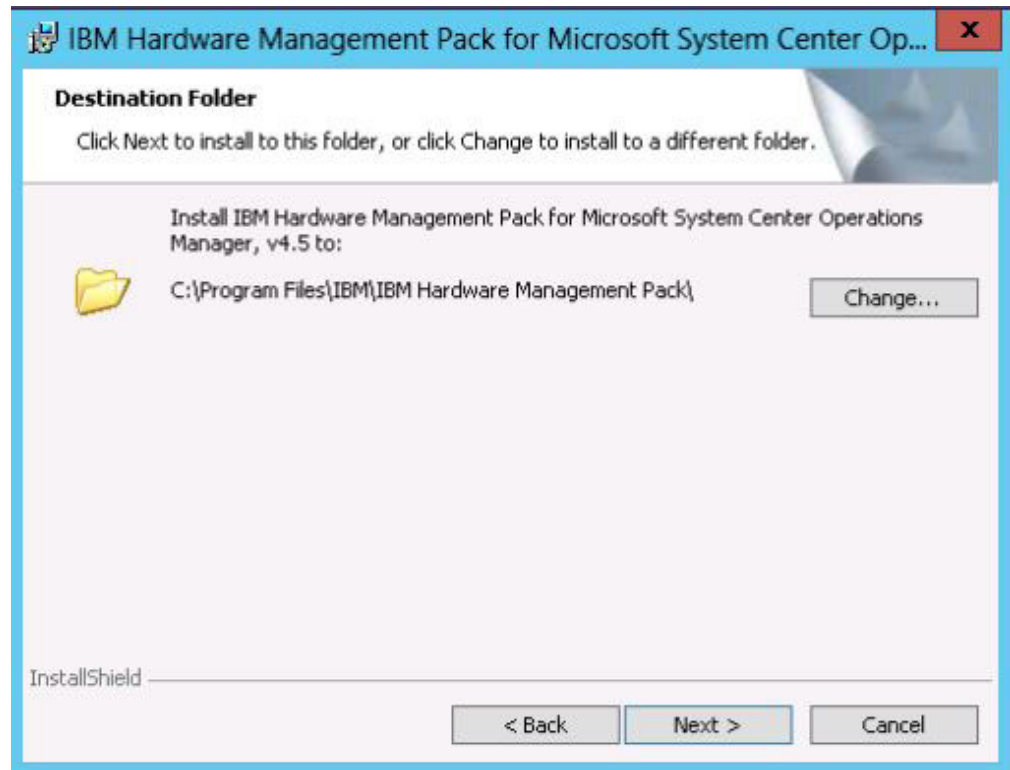 IBM Hardware Management Pack for Microsoft System Center Op... x
Destination Folder
Click Next to install to this folder, or click Change to install to a different folder.
Install IBM Hardware Management Pack for Microsoft System Center Operations
Manager, v4.5 to:
C:\Program Files\IBM\IBM Hardware Management Pack\
Change...
InstallShield
< Back Next > Cancel